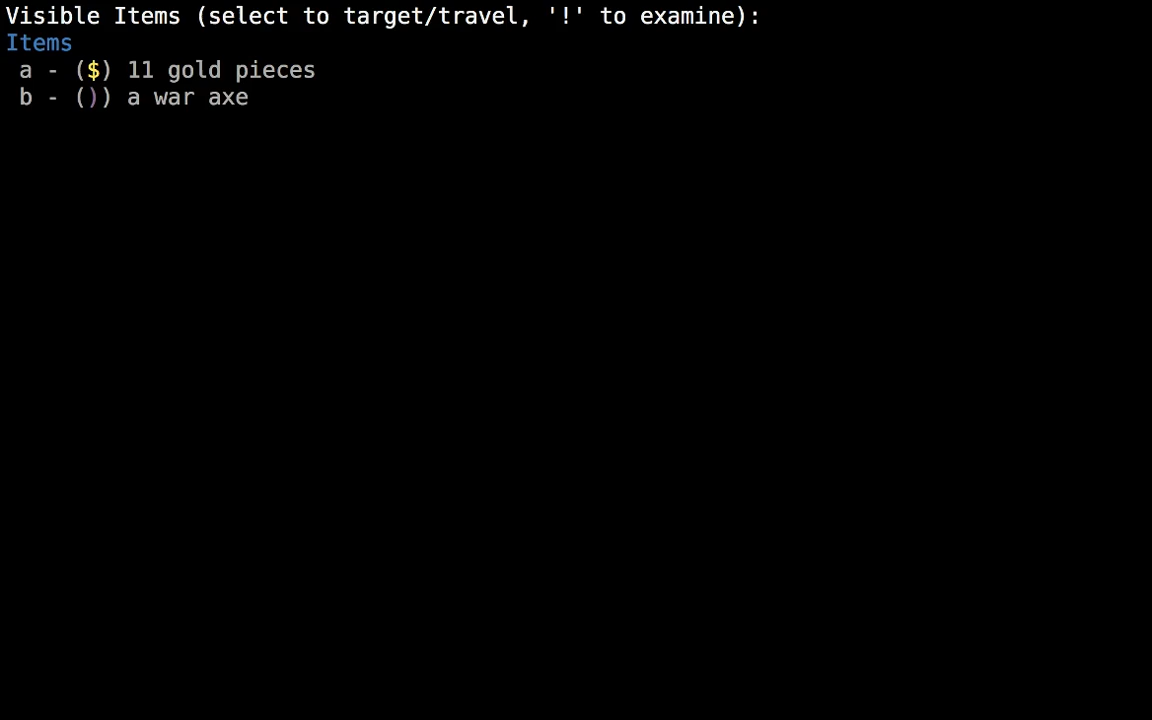 Visible Items (select to target/travel, '!' to examine):
Items
a - ($) 11 gold pieces
b - ()) a war axe